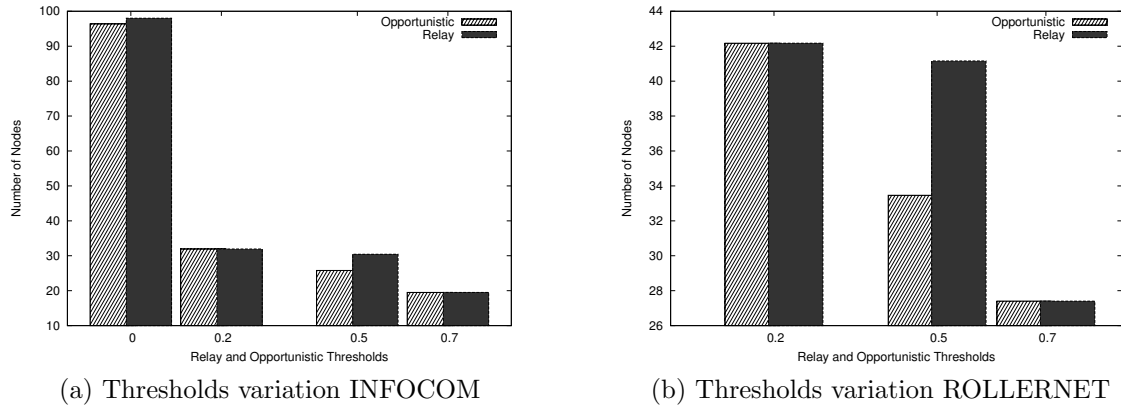 100
90
80
70
60
50
40
30
20
10
Number of Nodes
Opportunistic
Relay
0
0.2
0.5
0.7
Relay and Opportunistic Thresholds
(a) Thresholds variation INFOCOM
44
42
40
38
36
34
32
30
28
26
Number of Nodes
Opportunistic
Relay
0.2
0.5
0.7
Relay and Opportunistic Thresholds
(b) Thresholds variation ROLLERNET